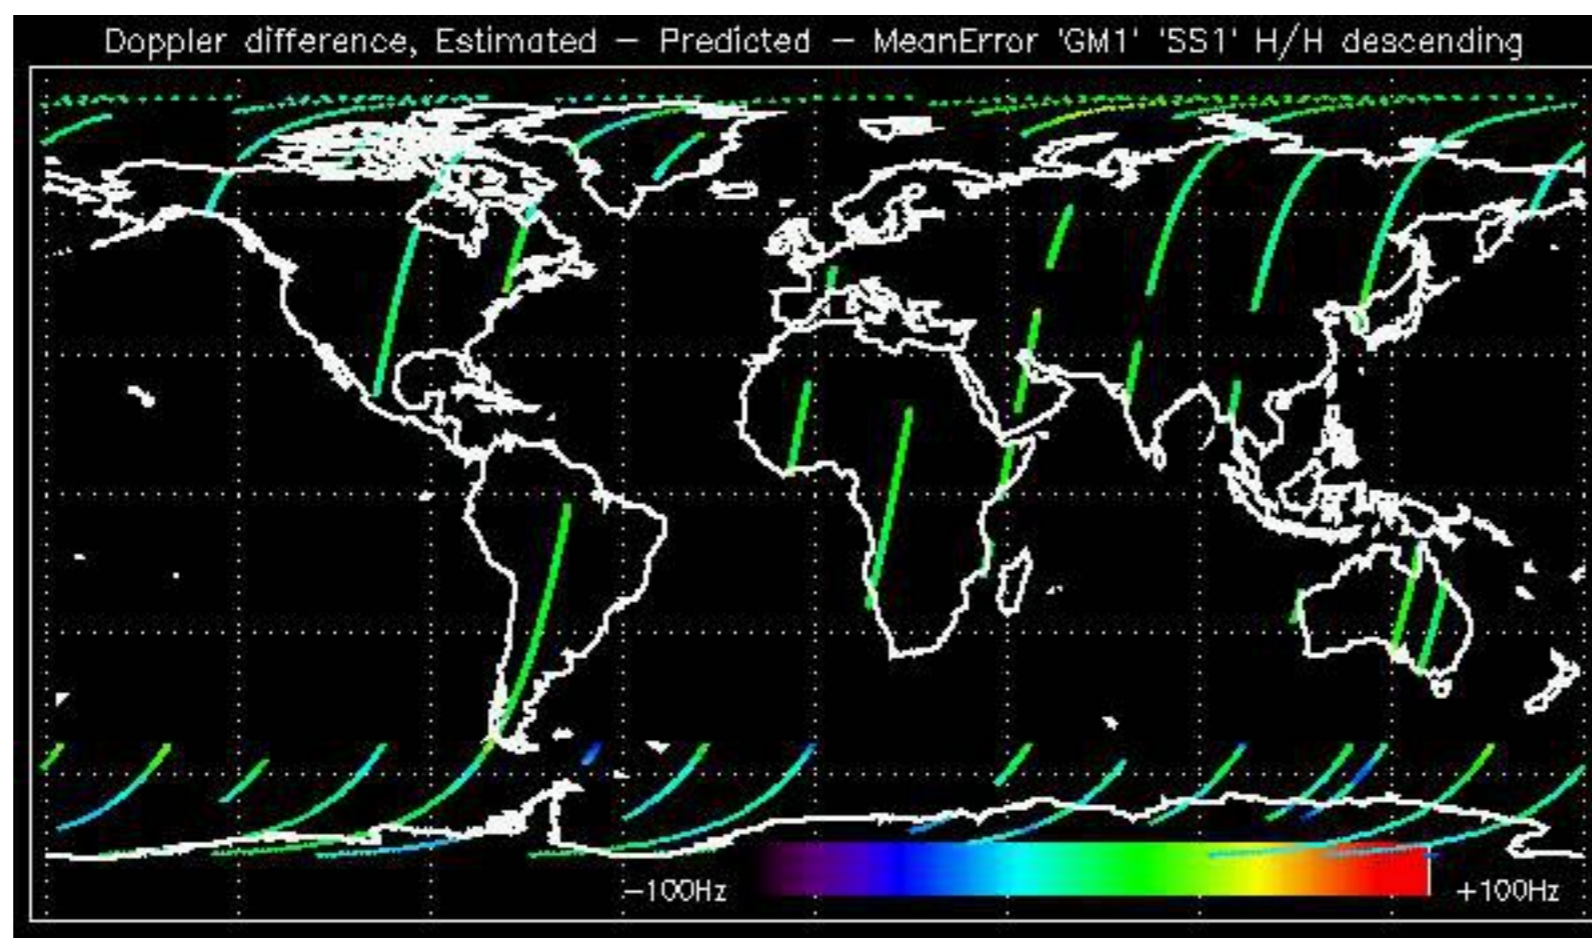 Doppler difference, Estimated – Predicted – MeanError 'GM1' 'SS1' H/H descending
–100Hz +100Hz